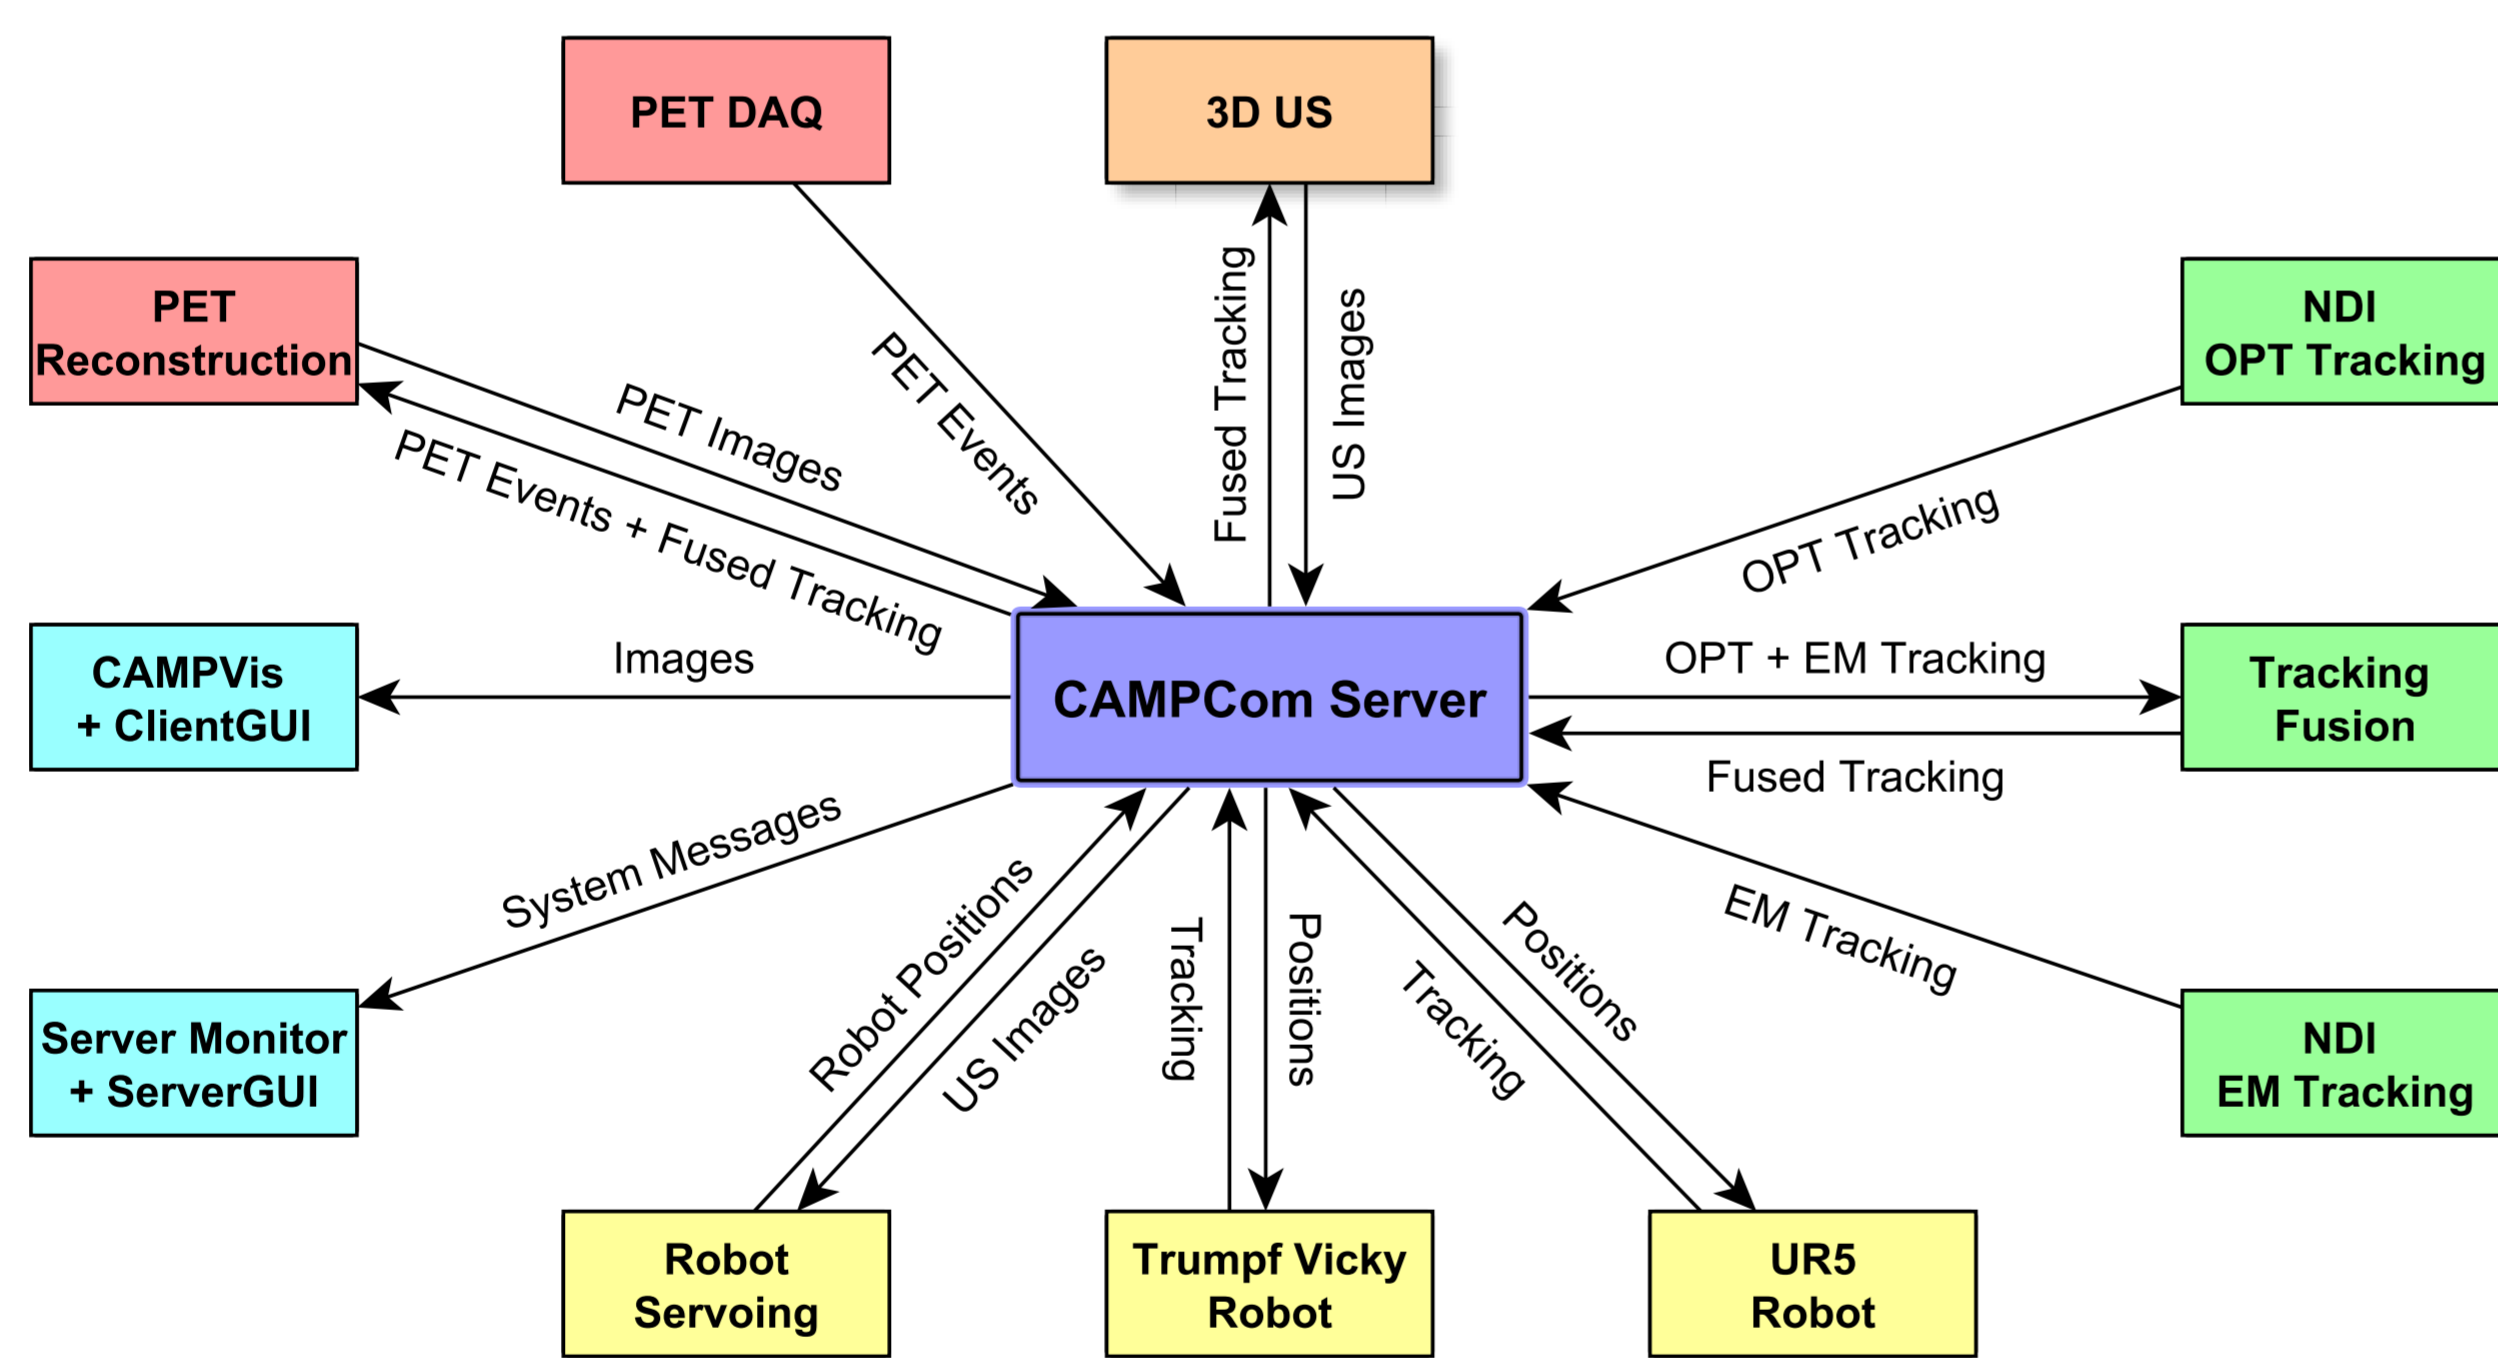 PET DAQ
3D US
PET
Reconstruction
NDI
OPT Tracking
PET Images
PET Events
Fused Tracking
US Images
PET Events + Fused Tracking
OPT Tracking
CAMPVis
+ ClientGUI
Images
CAMPCom Server
OPT + EM Tracking
Fused Tracking
Tracking
Fusion
System Messages
Robot Positions
US Images
Tracking
Positions
Tracking
Positions
EM Tracking
Server Monitor
+ ServerGUI
NDI
EM Tracking
Robot
Servoing
Trumpf Vicky
Robot
UR5
Robot